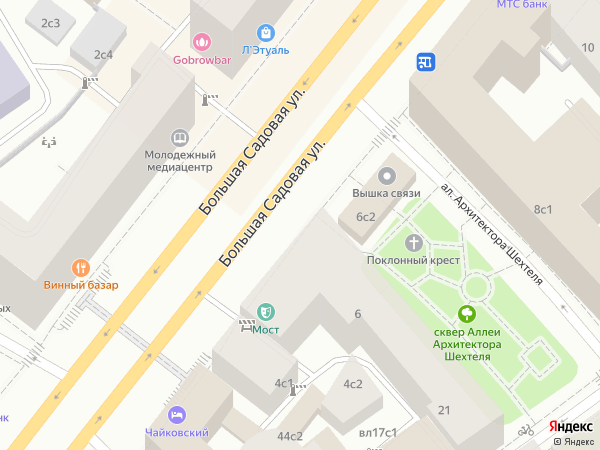 МТС банк
2с3
2с4
Л'Этуаль
Gobrowbar
10
Большая Садовая ул.
Большая Садовая ул.
Молодежный
медиацентр
Вышка связи
6с2
ал. Архитектора Шехтеля
8с1
Поклонный крест
Винный базар
ых
Мост
6
сквер Аллеи
Архитектора
Шехтеля
4с1
4с2
21
нк
Чайковский
44с2
вл17с1
Яндекс
© Яндекс